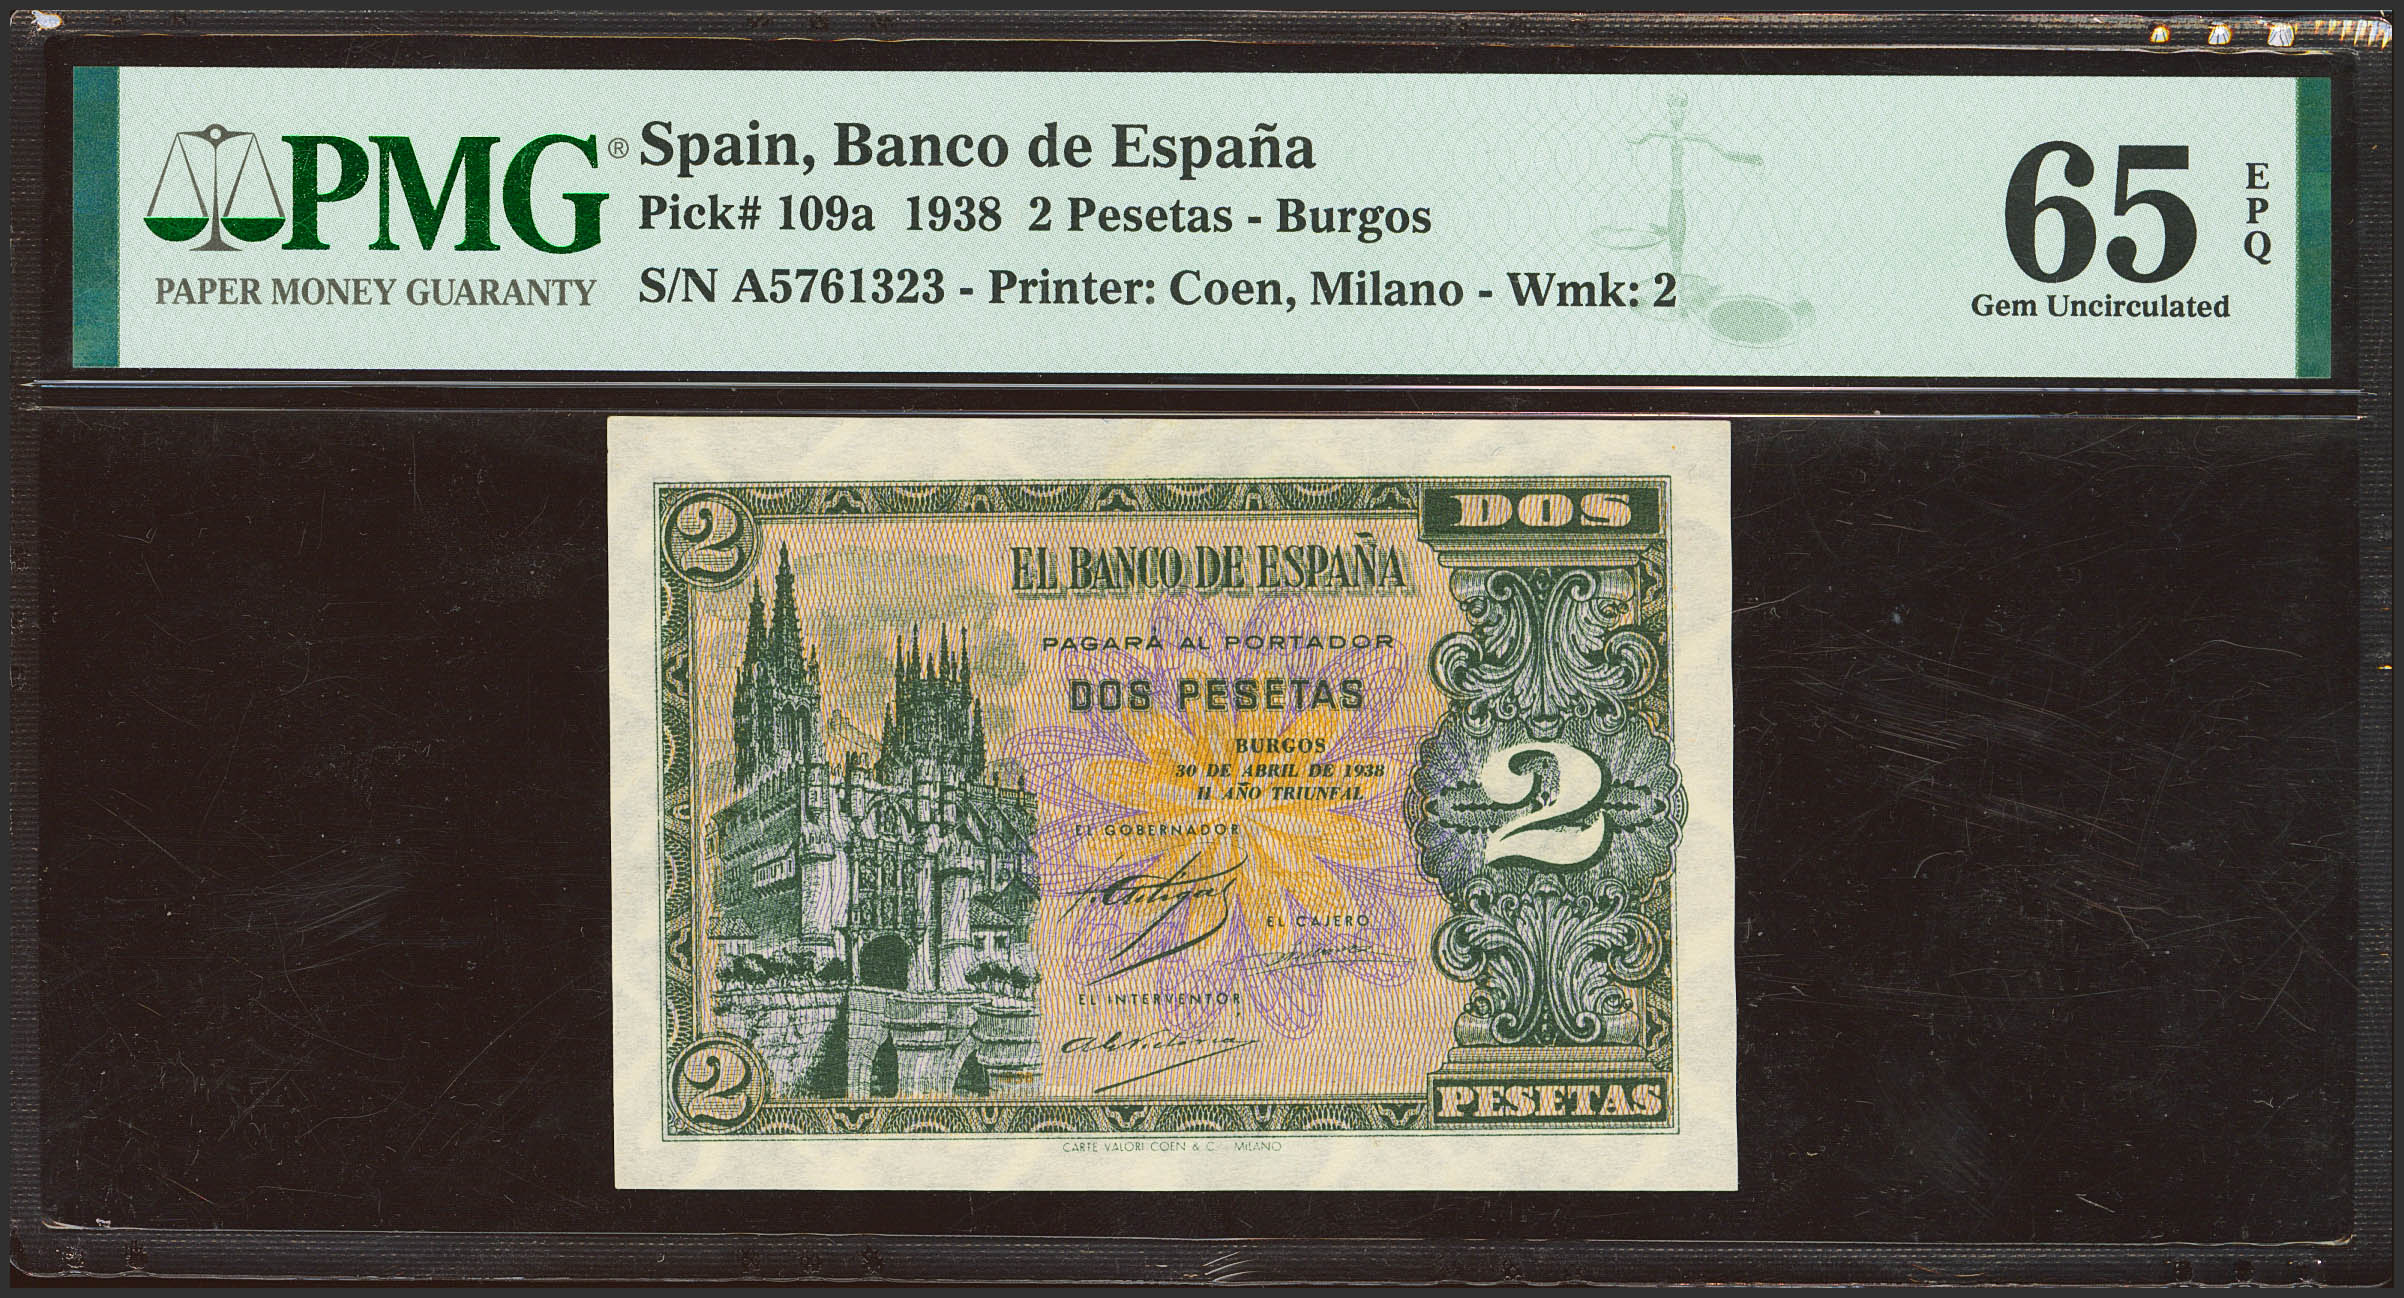 PMG®
PAPER MONEY GUARANTY
Spain, Banco de España
Pick# 109a 1938 2 Pesetas - Burgos
S/N A5761323 - Printer: Coen, Milano - Wmk: 2
65
EPQ
Gem Uncirculated
2
DOS
EL BANCO DE ESPAÑA
PAGARÁ AL PORTADOR
DOS PESETAS
BURGOS
30 DE ABRIL DE 1938
II AÑO TRIUNFAL
2
EL GOBERNADOR
EL CAJERO
EL INTERVENTOR,
2
PESETAS
CARTE VALORI COEN & C. - MILANO